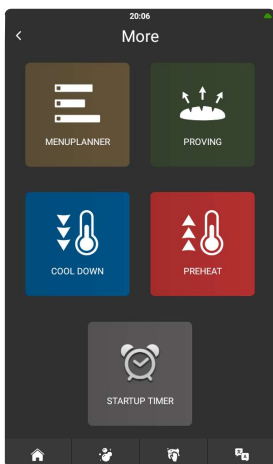 20:06
More
MENUPLANNER
PROVING
COOL DOWN
PREHEAT
STARTUP TIMER